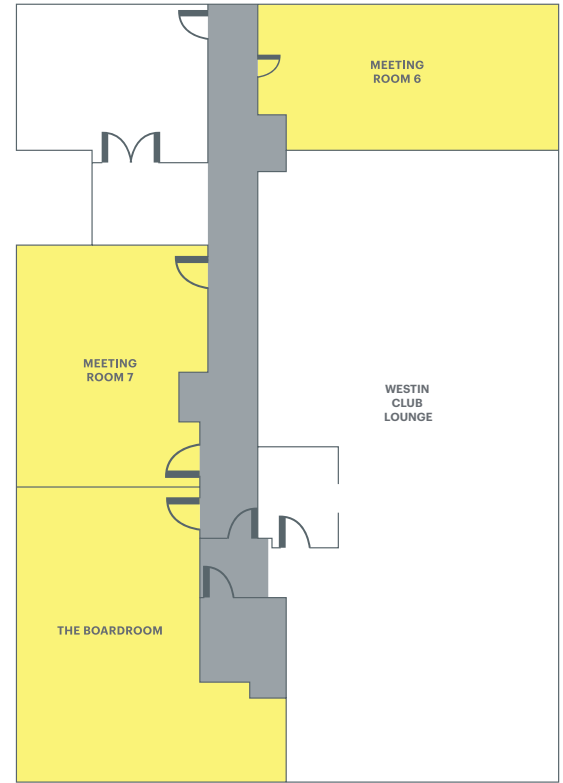 MEETING
ROOM 6
MEETING
ROOM 7
WESTIN
CLUB
LOUNGE
THE BOARDROOM